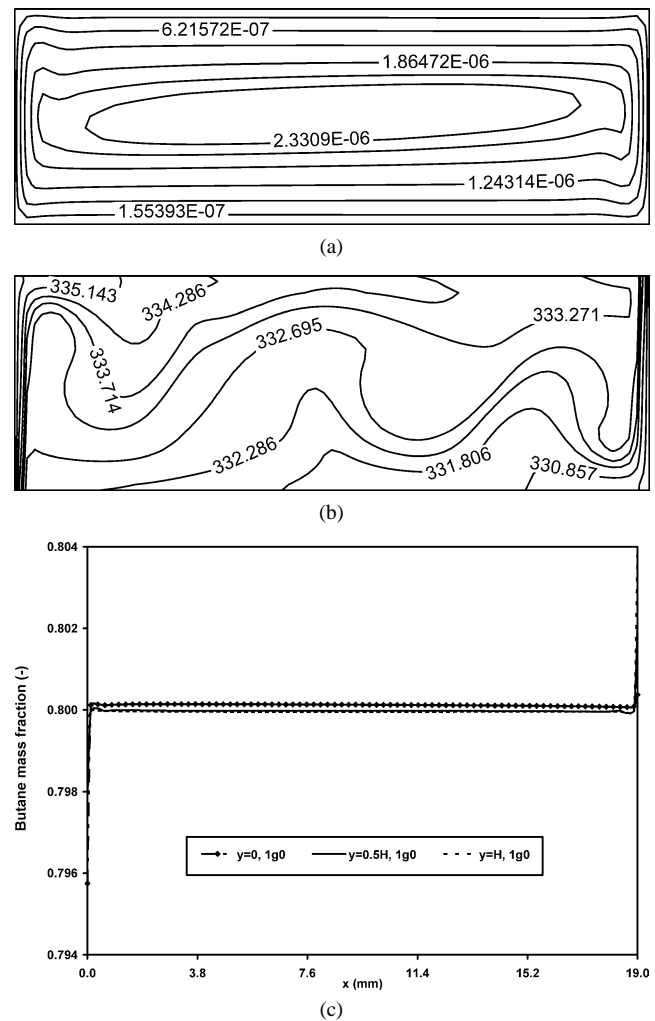 6.21572E-07
1.86472E-06
2.3309E-06
1.24314E-06
1.55393E-07
(a)
335.143
334.286
333.271
332.695
333.714
332.286
331.806
330.857
(b)
0.804
0.802
0.800
0.798
0.796
0.794
Butane mass fraction (-)
y=0, 1g0
y=0.5H, 1g0
y=H, 1g0
0.0
3.8
7.6
11.4
15.2
19.0
x (mm)
(c)